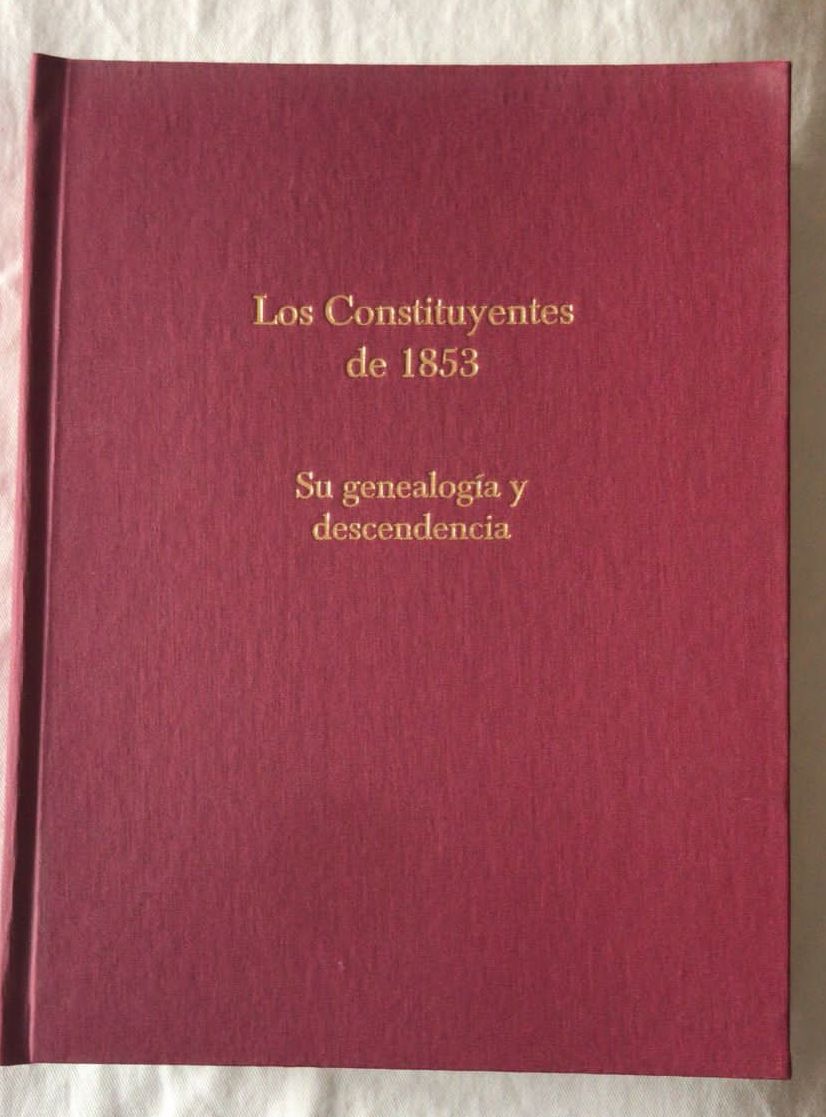 Los Constituyentes
de 1853
Su genealogía y
descendencia